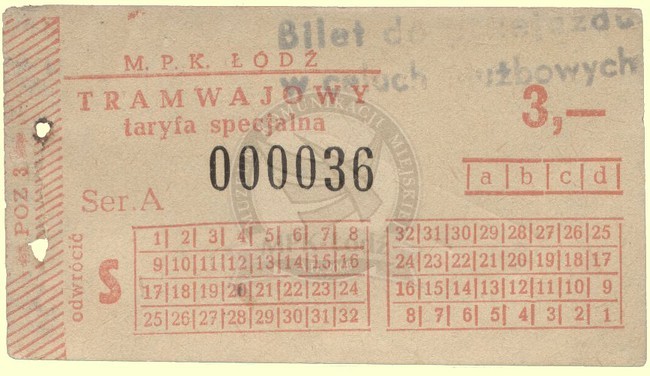 Bilet do przejazdu
w celach służbowych
M. P. K. ŁÓDŹ
TRAMWAJOWY
taryfa specjalna
3,—
000036
a b c d
Ser. A
POZ 3
odwrócić
S
1 2 3 4 5 6 7 8
9 10 11 12 13 14 15 16
17 18 19 20 21 22 23 24
25 26 27 28 29 30 31 32
32 31 30 29 28 27 26 25
24 23 22 21 20 19 18 17
16 15 14 13 12 11 10 9
8 7 6 5 4 3 2 1